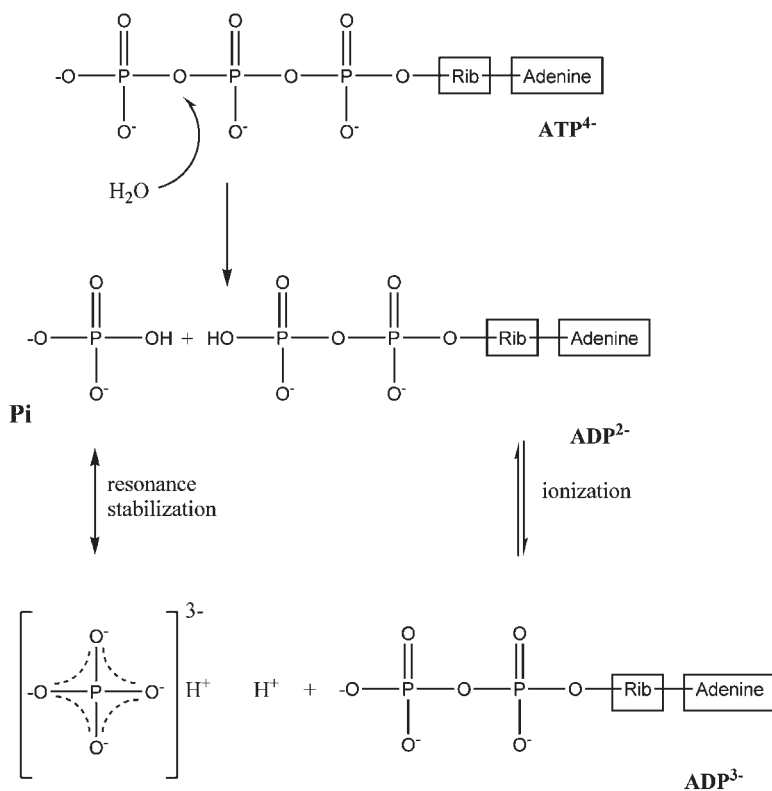 O O O
-O P O P O P O Rib Adenine
O- O- O-
ATP4-
H2O
O O O
-O P OH + HO P O P O Rib Adenine
O- O- O-
Pi
ADP2-
resonance
stabilization
ionization
3-
O- O O
-O P O- H+ H+ + -O P O P O Rib Adenine
O- O- O-
ADP3-